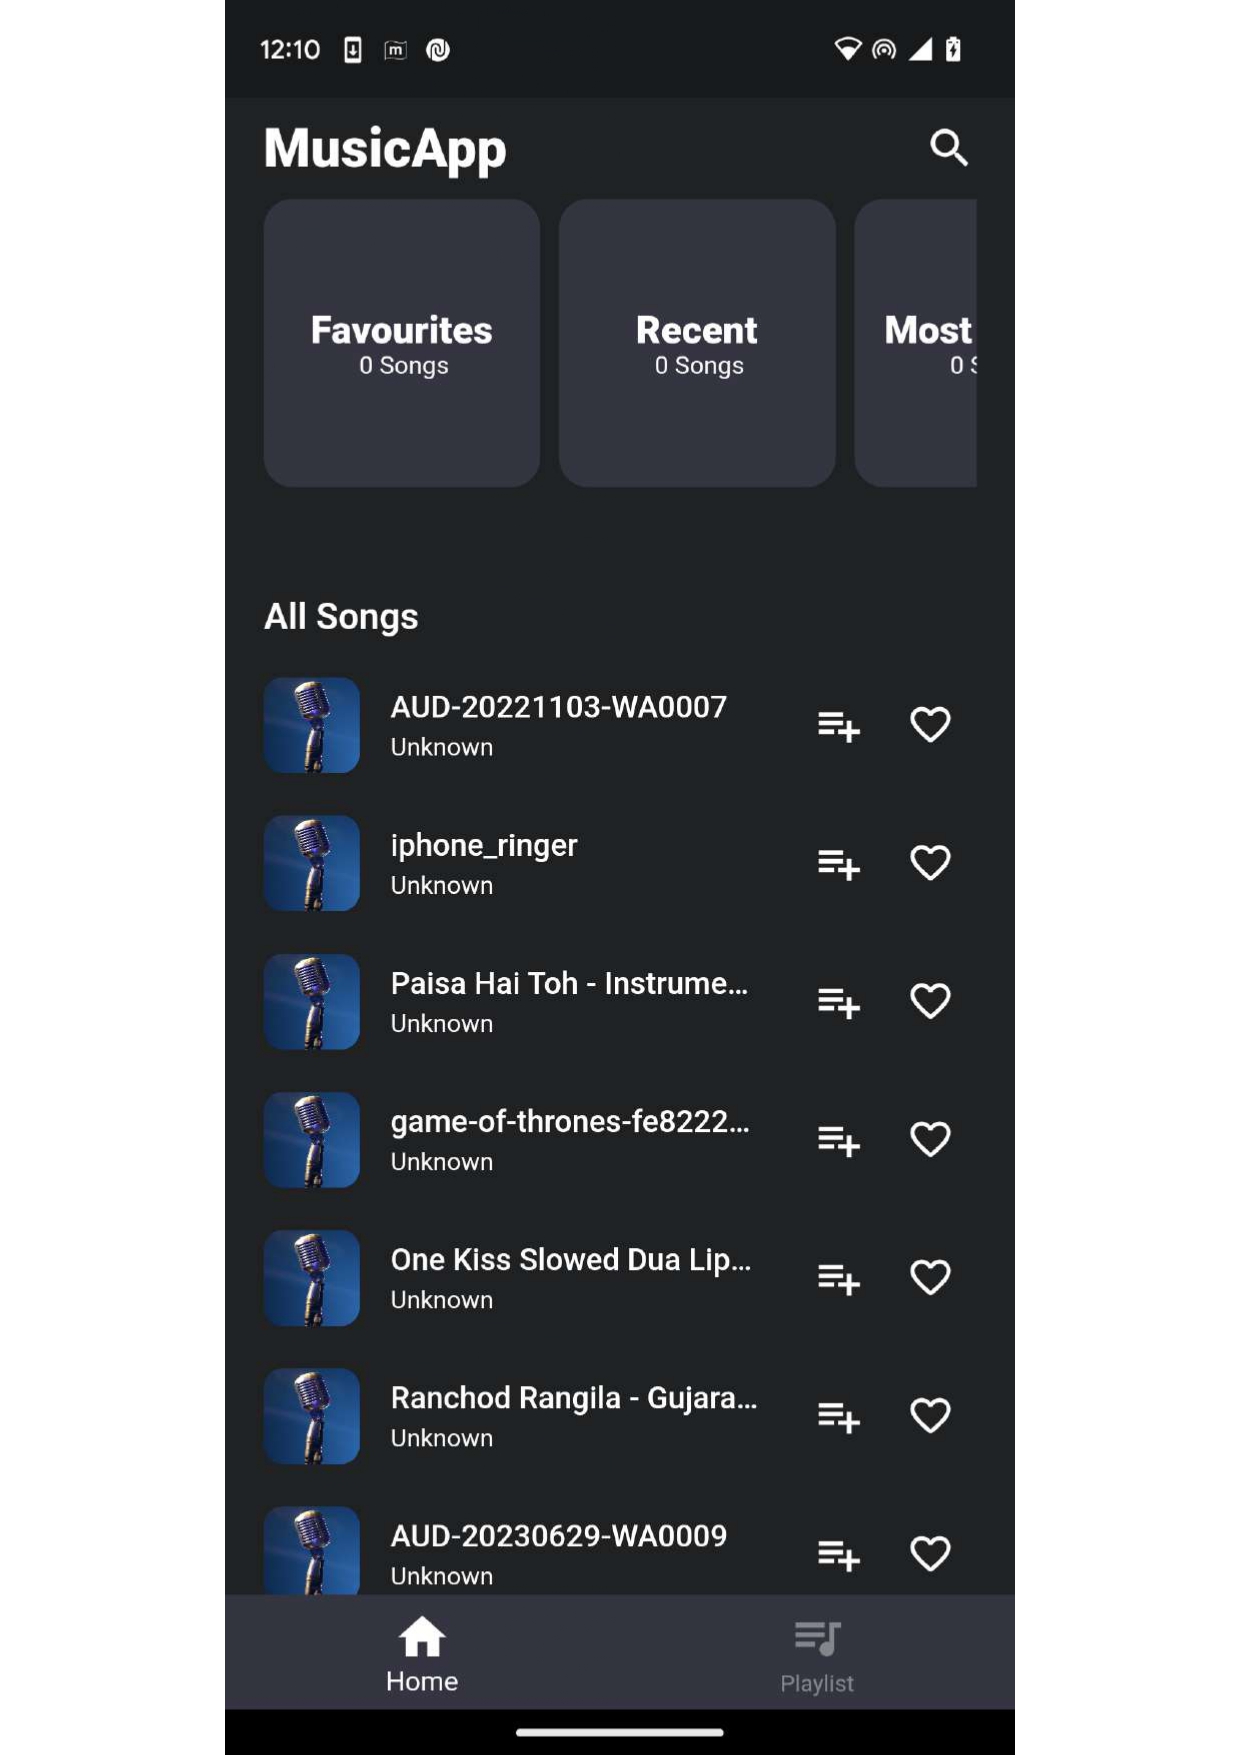 12:10
MusicApp
Favourites
0 Songs
Recent
0 Songs
Most
0
All Songs
AUD-20221103-WA0007
Unknown
iphone_ringer
Unknown
Paisa Hai Toh - Instrume...
Unknown
game-of-thrones-fe8222...
Unknown
One Kiss Slowed Dua Lip...
Unknown
Ranchod Rangila - Gujara...
Unknown
AUD-20230629-WA0009
Unknown
Home
Playlist